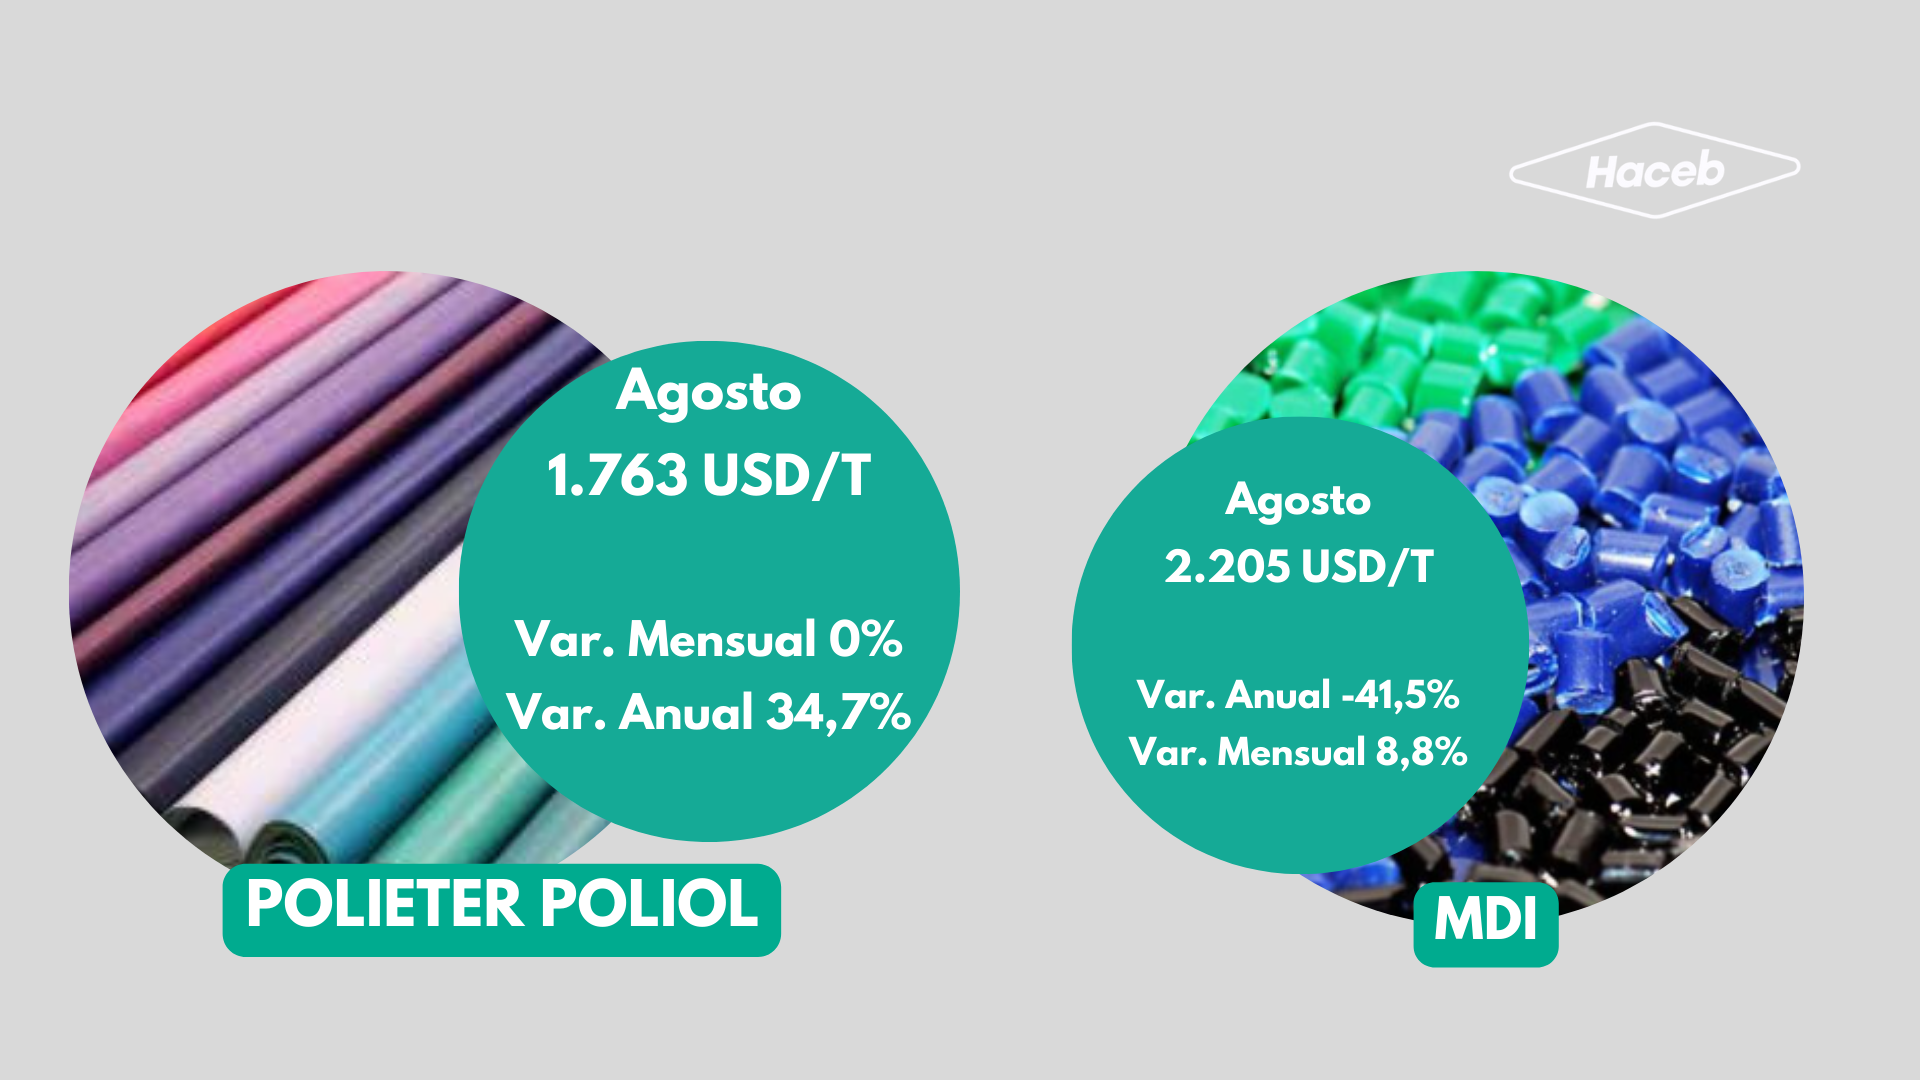 Haceb
Agosto
1.763 USD/T
Var. Mensual 0%
Var. Anual 34,7%
POLIETER POLIOL
Agosto
2.205 USD/T
Var. Anual -41,5%
Var. Mensual 8,8%
MDI